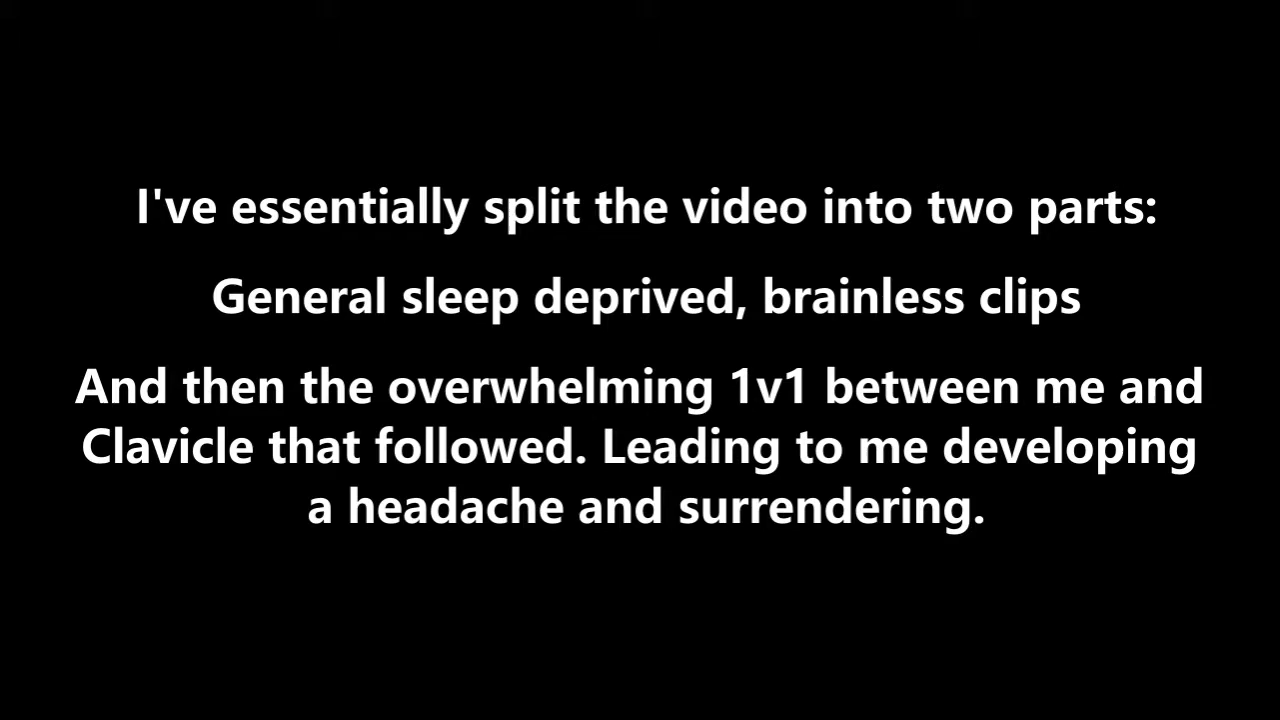 I've essentially split the video into two parts:
General sleep deprived, brainless clips
And then the overwhelming 1v1 between me and
Clavicle that followed. Leading to me developing
a headache and surrendering.